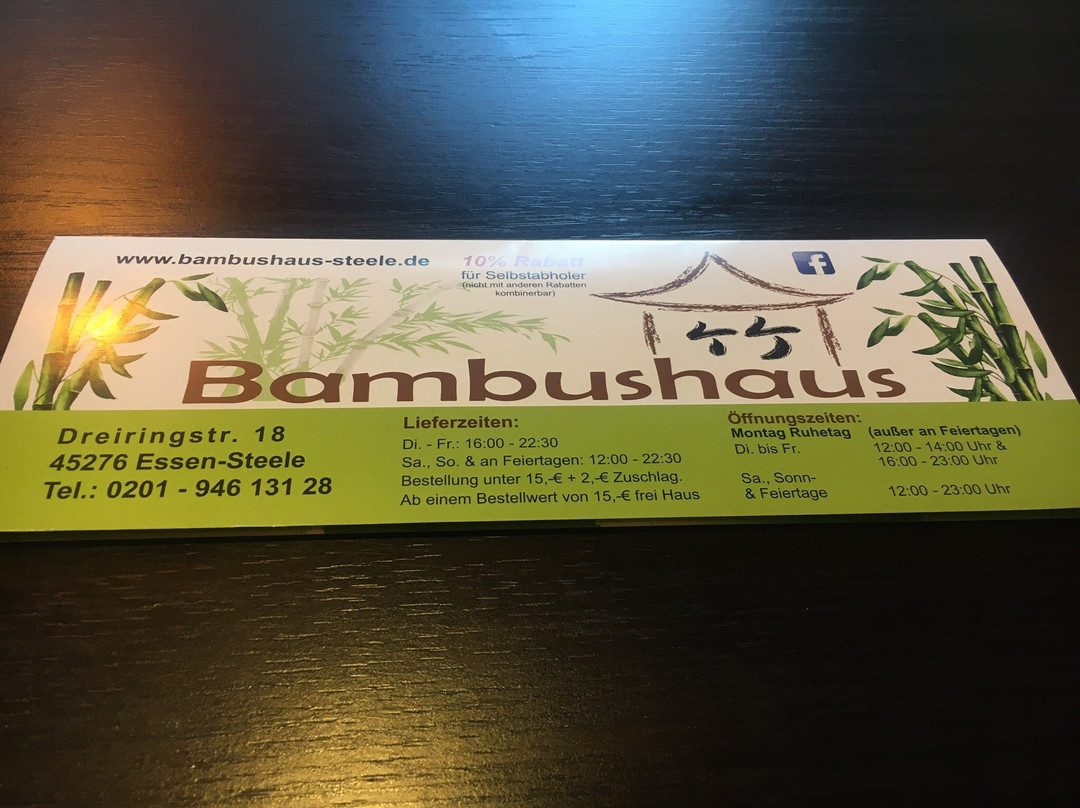 www.bambushaus-steele.de
10% Rabatt
für Selbstabholer
(nicht mit anderen Rabatten
kombinierbar)
f
竹
Bambushaus
Dreiringstr. 18
45276 Essen-Steele
Tel.: 0201 - 946 131 28
Lieferzeiten:
Di. - Fr.: 16:00 - 22:30
Sa., So. & an Feiertagen: 12:00 - 22:30
Bestellung unter 15,-€ + 2,-€ Zuschlag.
Ab einem Bestellwert von 15,-€ frei Haus
Öffnungszeiten:
Montag Ruhetag (außer an Feiertagen)
Di. bis Fr. 12:00 - 14:00 Uhr &
16:00 - 23:00 Uhr
Sa., Sonn-
& Feiertage 12:00 - 23:00 Uhr